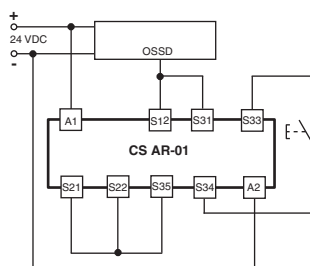 +
24 VDC
-
OSSD
A1 S12 S31 S33
CS AR-01
S21 S22 S35 S34 A2